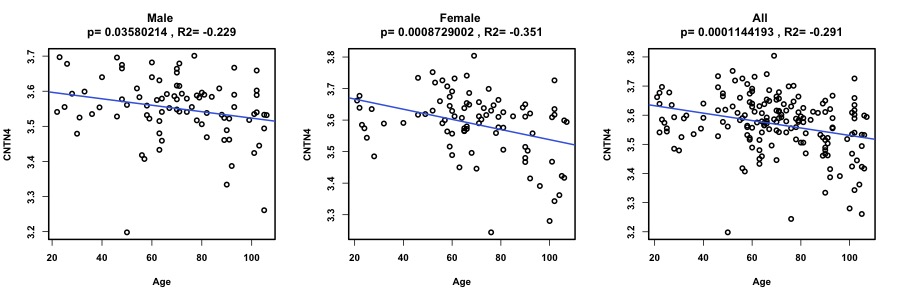 Male
p= 0.03580214 , R2= -0.229
CNTN4
3.7
3.6
3.5
3.4
3.3
3.2
20 40 60 80 100
Age
Female
p= 0.0008729002 , R2= -0.351
CNTN4
3.8
3.7
3.6
3.5
3.4
3.3
20 40 60 80 100
Age
All
p= 0.0001144193 , R2= -0.291
CNTN4
3.8
3.7
3.6
3.5
3.4
3.3
3.2
20 40 60 80 100
Age